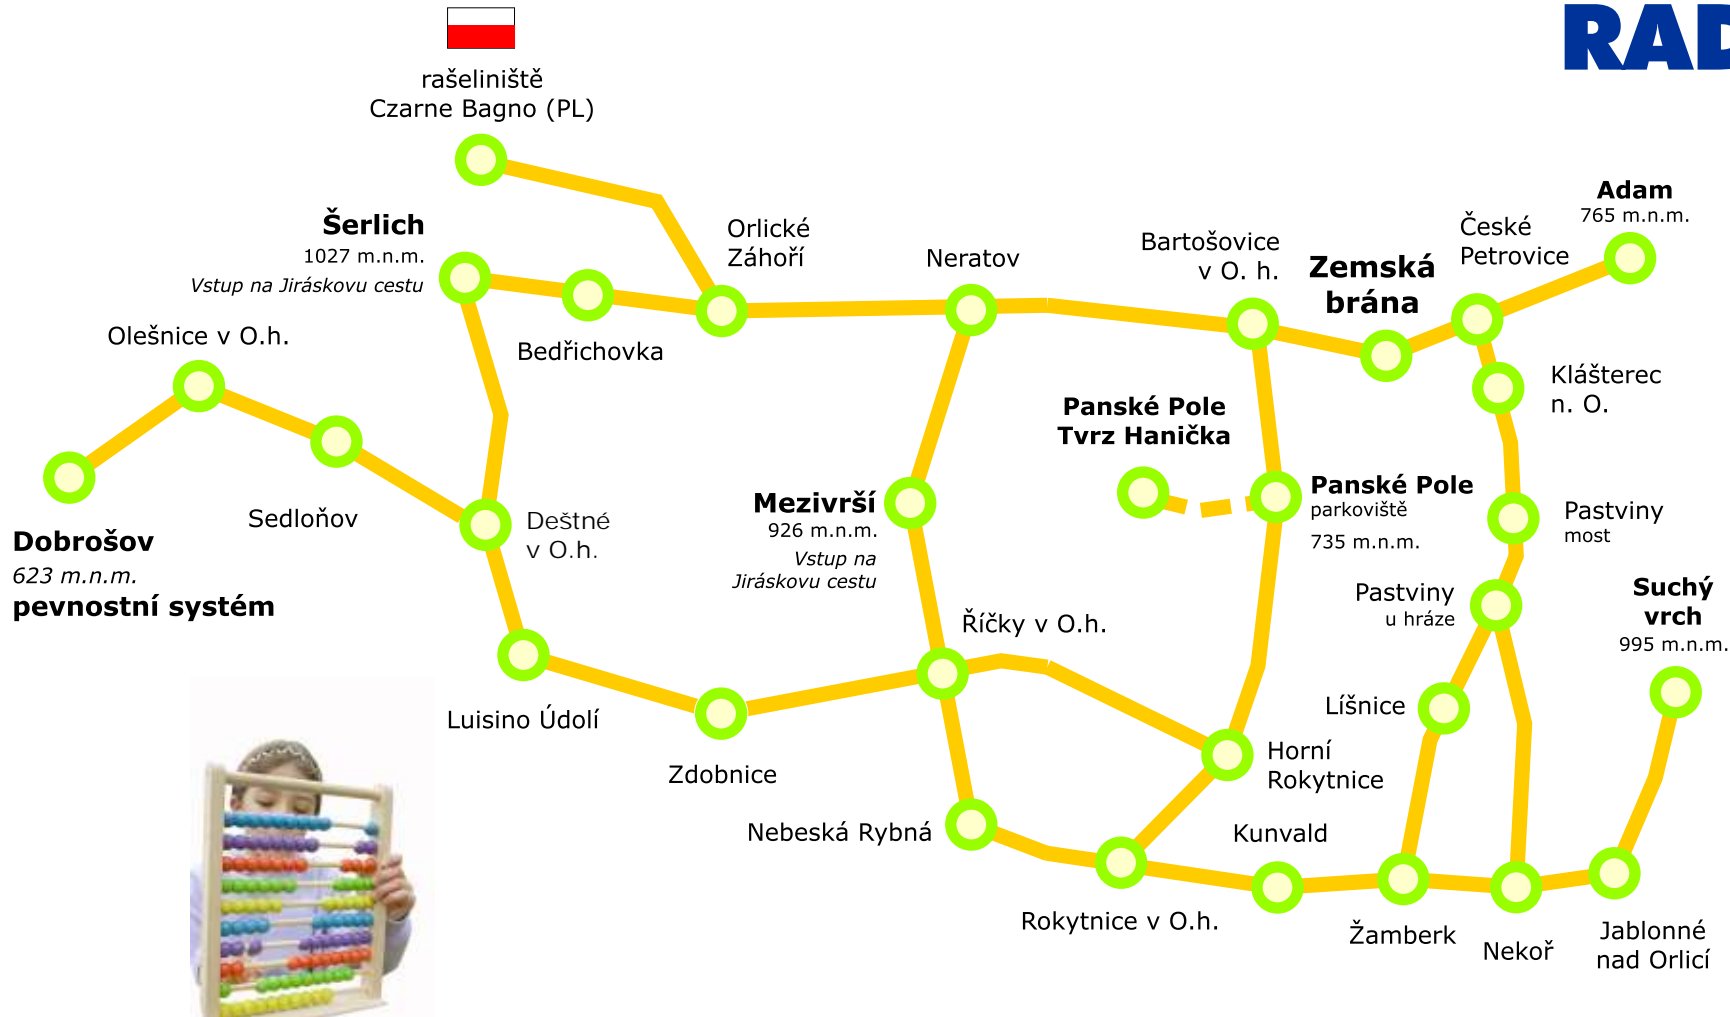 RAD
rašeliniště
Czarne Bagno (PL)
Šerlich
1027 m.n.m.
Vstup na Jiráskovu cestu
Orlické
Záhoří
Neratov
Bartošovice
v O. h.
Zemská
brána
České
Petrovice
Adam
765 m.n.m.
Olešnice v O.h.
Bedřichovka
Klášterec
n. O.
Panské Pole
Tvrz Hanička
Sedloňov
Dobrošov
623 m.n.m.
pevnostní systém
Deštné
v O.h.
Mezivrší
926 m.n.m.
Vstup na
Jiráskovu cestu
Panské Pole
parkoviště
735 m.n.m.
Pastviny
most
Pastviny
u hráze
Suchý
vrch
995 m.n.m.
Říčky v O.h.
Luisino Údolí
Líšnice
Zdobnice
Horní
Rokytnice
Nebeská Rybná
Kunvald
Rokytnice v O.h.
Žamberk
Nekoř
Jablonné
nad Orlicí